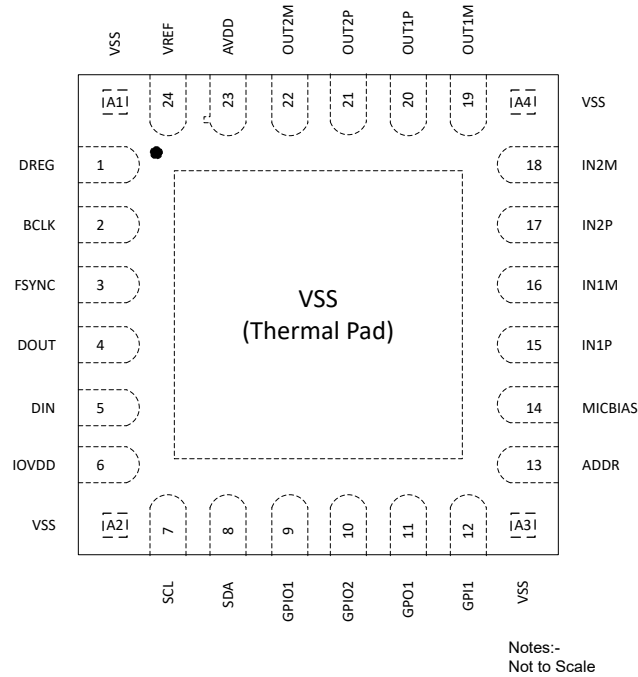 VSS
VREF
AVDD
OUT2M
OUT2P
OUT1P
OUT1M
A1 24 23 22 21 20 19 A4 VSS
DREG 1 18 IN2M
BCLK 2 17 IN2P
FSYNC 3 16 IN1M
VSS
(Thermal Pad)
DOUT 4 15 IN1P
DIN 5 14 MICBIAS
IOVDD 6 13 ADDR
VSS A2 7 8 9 10 11 12 A3
SCL
SDA
GPIO1
GPIO2
GPO1
GPI1
VSS
Notes:-
Not to Scale